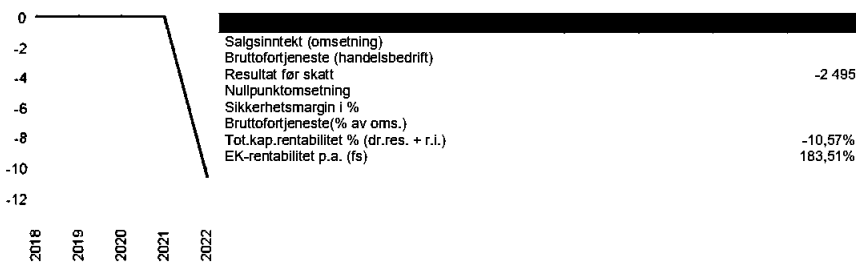 0
-2
-4
-6
-8
-10
-12
2018
2019
2020
2021
2022
Salgsinntekt (omsetning)
Bruttofortjeneste (handelsbedrift)
Resultat før skatt -2 495
Nullpunktomsetning
Sikkerhetsmargin i %
Bruttofortjeneste(% av oms.)
Tot.kap.rentabilitet % (dr.res. + r.i.) -10,57%
EK-rentabilitet p.a. (fs) 183,51%